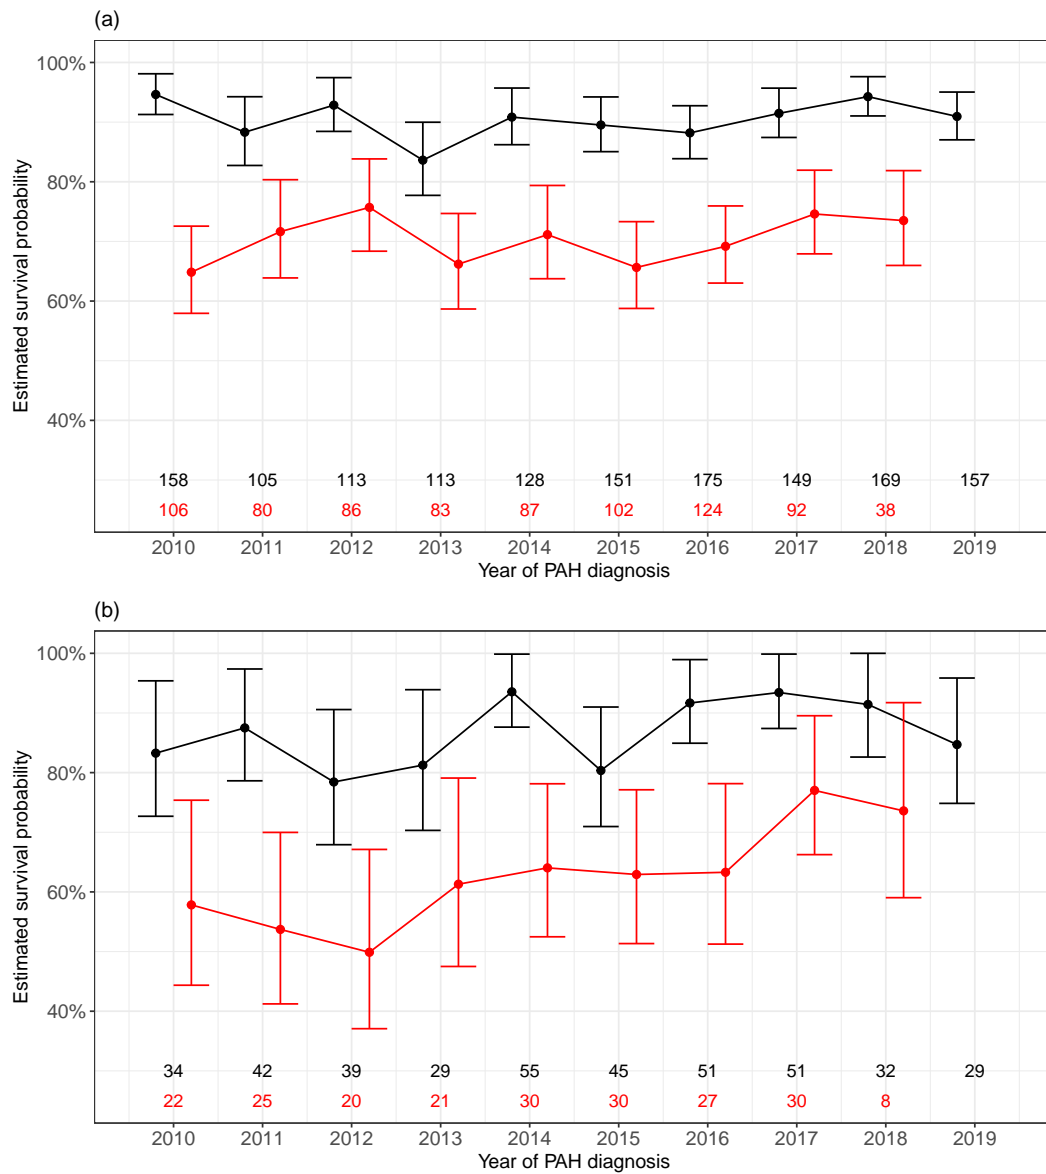 (a)
100%
80%
60%
40%
Estimated survival probability
158 105 113 113 128 151 175 149 169 157
106 80 86 83 87 102 124 92 38
2010 2011 2012 2013 2014 2015 2016 2017 2018 2019
Year of PAH diagnosis
(b)
100%
80%
60%
40%
Estimated survival probability
34 42 39 29 55 45 51 51 32 29
22 25 20 21 30 30 27 30 8
2010 2011 2012 2013 2014 2015 2016 2017 2018 2019
Year of PAH diagnosis